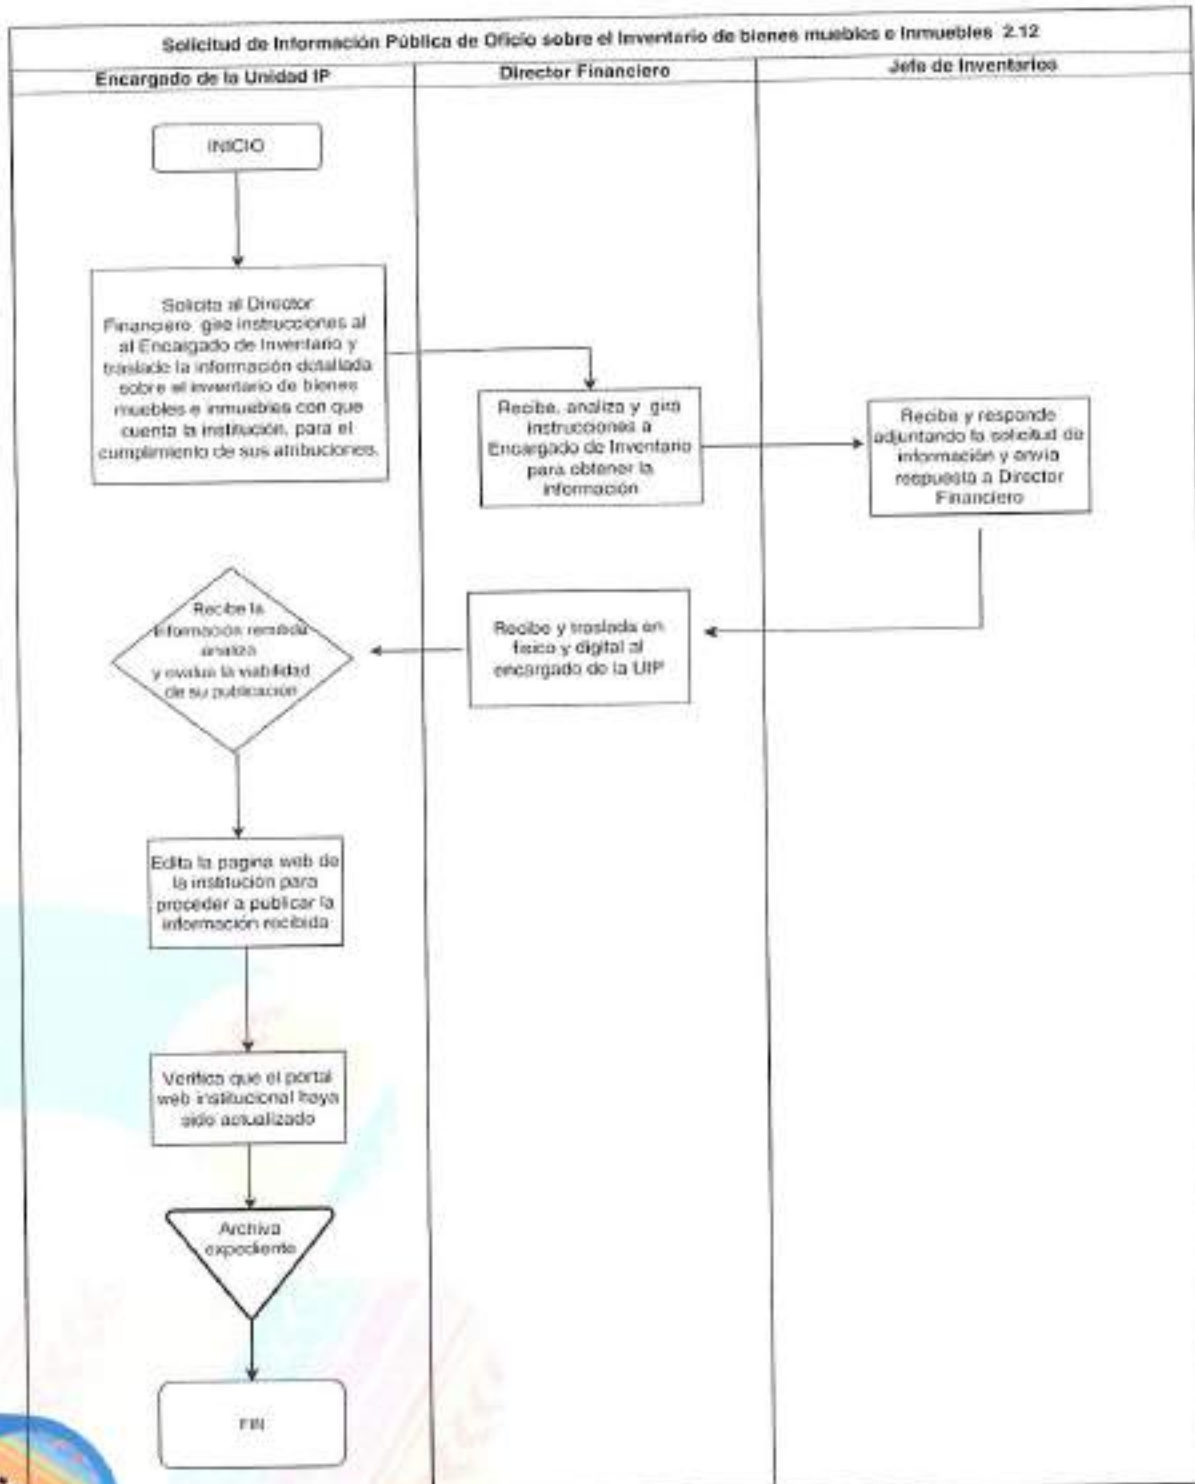 Solicitud de Información Pública de Oficio sobre el Inventario de bienes muebles e Inmuebles 2.12
Encargado de la Unidad IP
Director Financiero
Jefe de Inventarios
INICIO
Solicita al Director
Financiero gire instrucciones al
al Encargado de Inventario y
traslade la información detallada
sobre el inventario de bienes
muebles e inmuebles con que
cuenta la institución, para el
cumplimiento de sus atribuciones.
Recibe, analiza y gira
instrucciones a
Encargado de Inventario
para obtener la
información
Recibe y responde
adjuntando la solicitud de
información y envia
respuesta a Director
Financiero
Recibe y traslada en
fisico y digital al
encargado de la UIP
Recibe la
información remitida
analiza
y evalua la viabilidad
de su publicación
Edita la pagina web de
la institución para
proceder a publicar la
información recibida
Verifica que el portal
web institucional haya
sido actualizado
Archiva
expediente
FIN